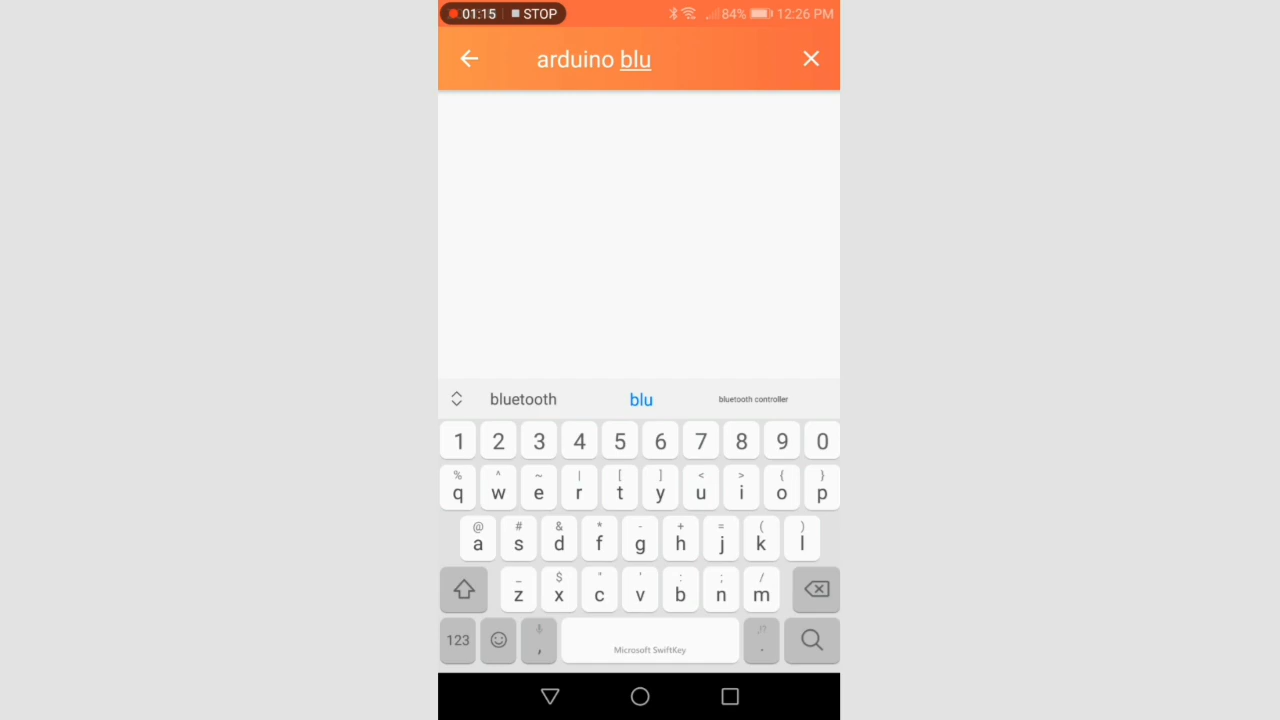 01:15 STOP 84% 12:26 PM
arduino blu
bluetooth blu bluetooth controller
1 2 3 4 5 6 7 8 9 0
% ^ ~ | [ ] < > { }
q w e r t y u i o p
@ # & * - + = ( )
a s d f g h j k l
_ $ " ' : ; /
z x c v b n m
,!?
123 , Microsoft SwiftKey .